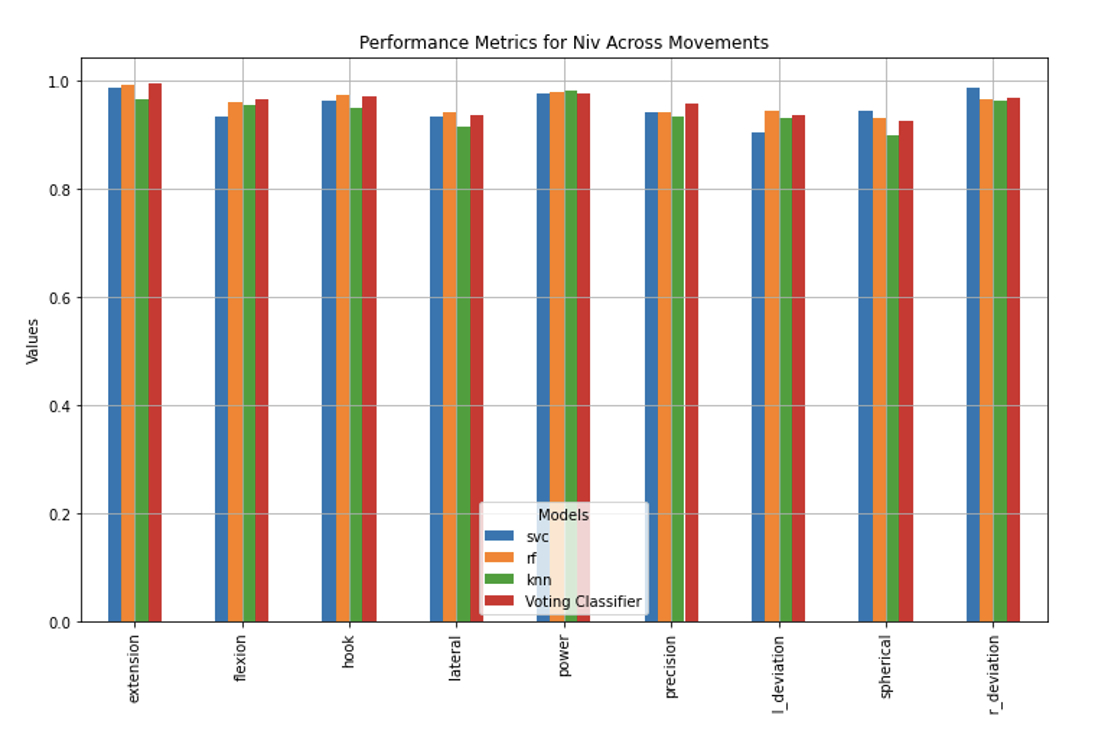 Performance Metrics for Niv Across Movements
Values
1.0
0.8
0.6
0.4
0.2
0.0
Models
svc
rf
knn
Voting Classifier
extension
flexion
hook
lateral
power
precision
l_deviation
spherical
r_deviation